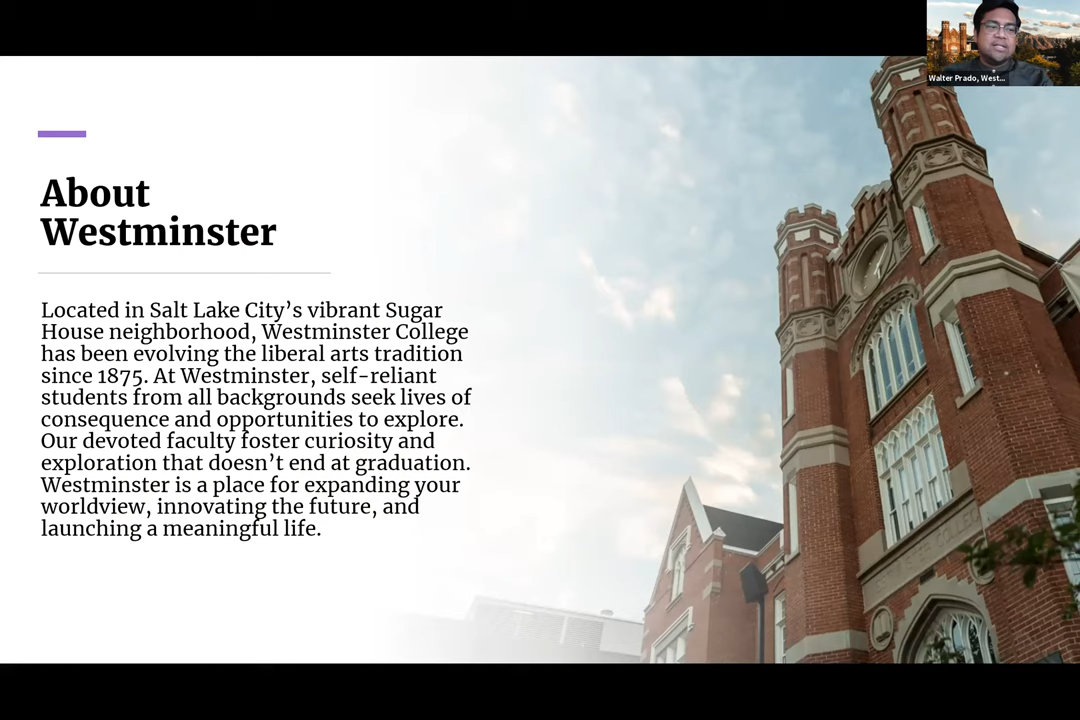 Walter Prado, West...
About
Westminster
Located in Salt Lake City’s vibrant Sugar
House neighborhood, Westminster College
has been evolving the liberal arts tradition
since 1875. At Westminster, self-reliant
students from all backgrounds seek lives of
consequence and opportunities to explore.
Our devoted faculty foster curiosity and
exploration that doesn’t end at graduation.
Westminster is a place for expanding your
worldview, innovating the future, and
launching a meaningful life.